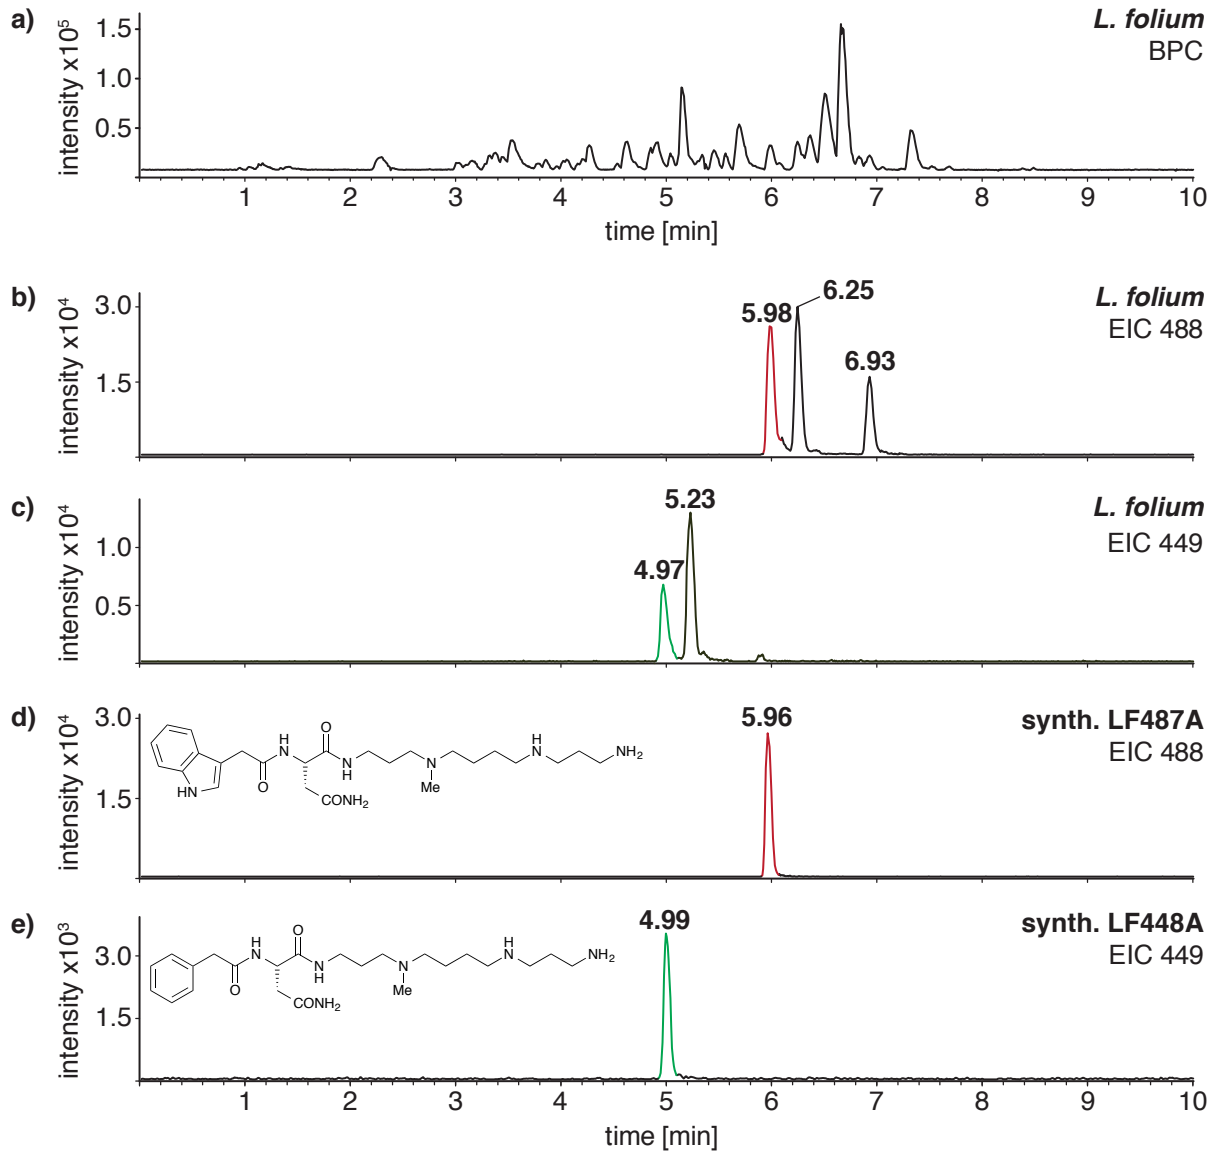 a)
L. folium
BPC
intensity x10⁵
1.5
1.0
0.5
1 2 3 4 5 6 7 8 9 10
time [min]
b)
L. folium
EIC 488
intensity x10⁴
3.0
1.5
5.98
6.25
6.93
c)
L. folium
EIC 449
intensity x10⁴
1.0
0.5
4.97
5.23
d)
synth. LF487A
EIC 488
intensity x10⁴
3.0
1.5
5.96
HN
O
H
N
O
N
H
CONH₂
N
Me
H
N
NH₂
e)
synth. LF448A
EIC 449
intensity x10³
3.0
1.5
4.99
O
H
N
O
N
H
CONH₂
N
Me
H
N
NH₂
1 2 3 4 5 6 7 8 9 10
time [min]